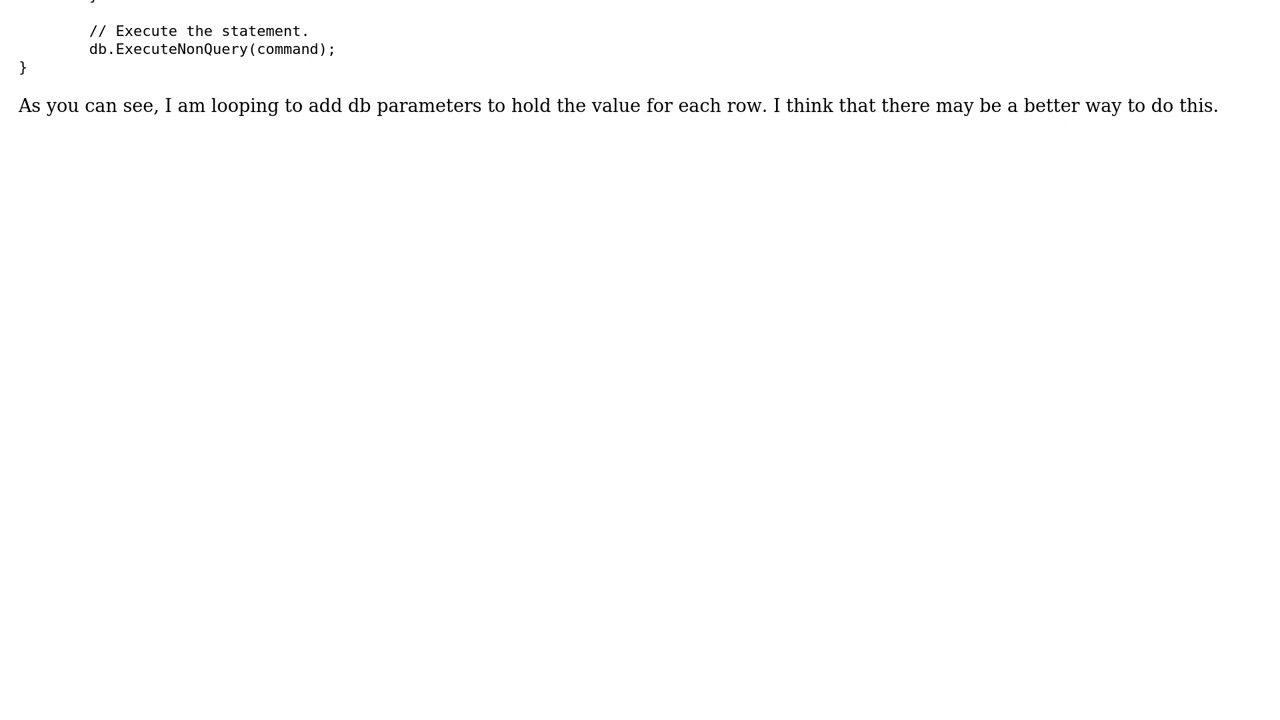 }
// Execute the statement.
db.ExecuteNonQuery(command);
}
As you can see, I am looping to add db parameters to hold the value for each row. I think that there may be a better way to do this.